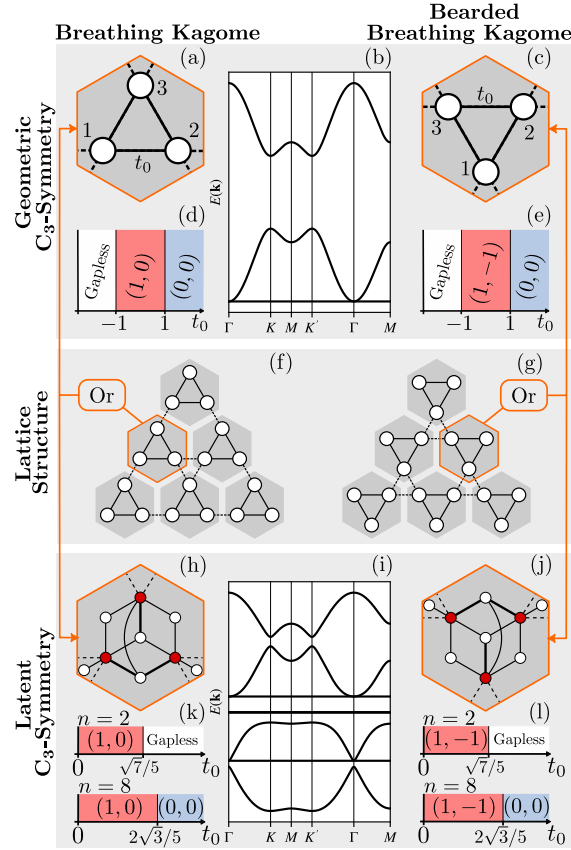 Breathing Kagome
Bearded
Breathing Kagome
Geometric
C₃-Symmetry
(a)
3
1
2
t₀
(b)
E(k)
Γ K M K′ Γ M
(c)
t₀
3
2
1
(d)
Gapless
(1, 0)
(0, 0)
−1 1 t₀
(e)
Gapless
(1, −1)
(0, 0)
−1 1 t₀
Lattice
Structure
(f)
Or
(g)
Or
Latent
C₃-Symmetry
(h)
(i)
E(k)
Γ K M K′ Γ M
(j)
(k)
n = 2
(1, 0) Gapless
0 √7/5 t₀
n = 8
(1, 0) (0, 0)
0 2√3/5 t₀
(l)
n = 2
(1, −1) Gapless
0 √7/5 t₀
n = 8
(1, −1) (0, 0)
0 2√3/5 t₀